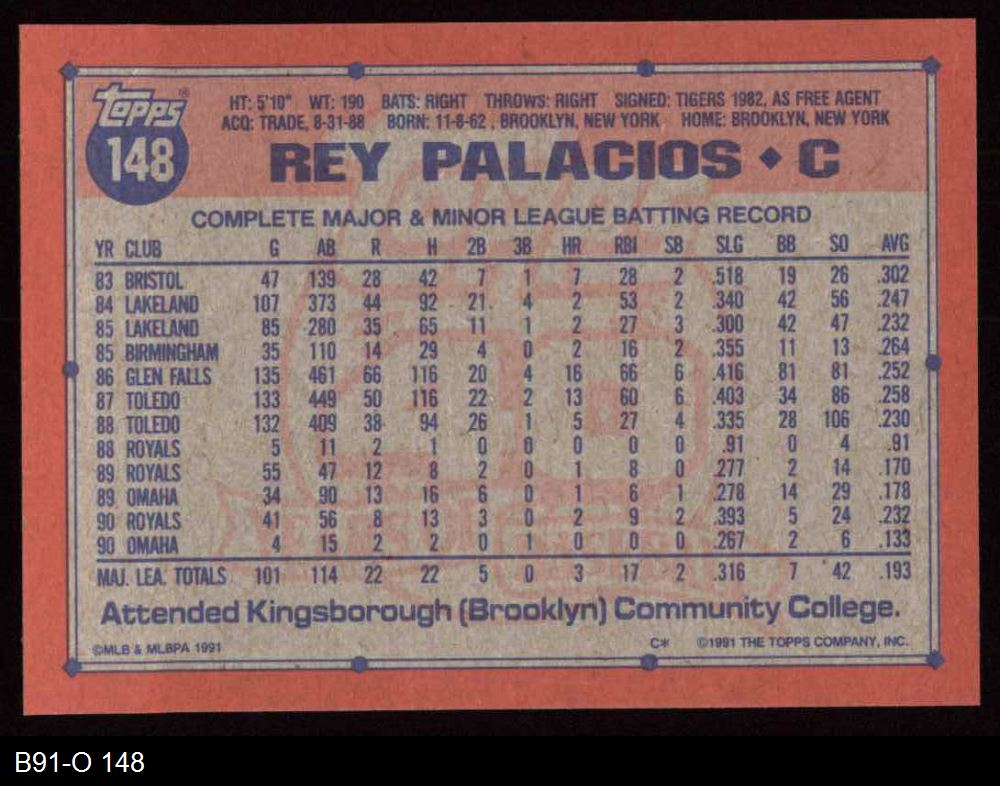 Topps®
148
HT: 5'10" WT: 190 BATS: RIGHT THROWS: RIGHT SIGNED: TIGERS 1982, AS FREE AGENT
ACQ: TRADE, 8-31-88 BORN: 11-8-62, BROOKLYN, NEW YORK HOME: BROOKLYN, NEW YORK
REY PALACIOS ◆ C
COMPLETE MAJOR & MINOR LEAGUE BATTING RECORD
YR CLUB G AB R H 2B 3B HR RBI SB SLG BB SO AVG
83 BRISTOL 47 139 28 42 7 1 7 28 2 .518 19 26 .302
84 LAKELAND 107 373 44 92 21 4 2 53 2 .340 42 56 .247
85 LAKELAND 85 280 35 65 11 1 2 27 3 .300 42 47 .232
85 BIRMINGHAM 35 110 14 29 4 0 2 16 2 .355 11 13 .264
86 GLEN FALLS 135 461 66 116 20 4 16 66 6 .416 81 81 .252
87 TOLEDO 133 449 50 116 22 2 13 60 6 .403 34 86 .258
88 TOLEDO 132 409 38 94 26 1 5 27 4 .335 28 106 .230
88 ROYALS 5 11 2 1 0 0 0 0 0 .91 0 4 .91
89 ROYALS 55 47 12 8 2 0 1 8 0 .277 2 14 .170
89 OMAHA 34 90 13 16 6 0 1 6 1 .278 14 29 .178
90 ROYALS 41 56 8 13 3 0 2 9 2 .393 5 24 .232
90 OMAHA 4 15 2 2 0 1 0 0 0 .267 2 6 .133
MAJ. LEA. TOTALS 101 114 22 22 5 0 3 17 2 .316 7 42 .193
Attended Kingsborough (Brooklyn) Community College.
©MLB & MLBPA 1991 C* ©1991 THE TOPPS COMPANY, INC.
B91-O 148